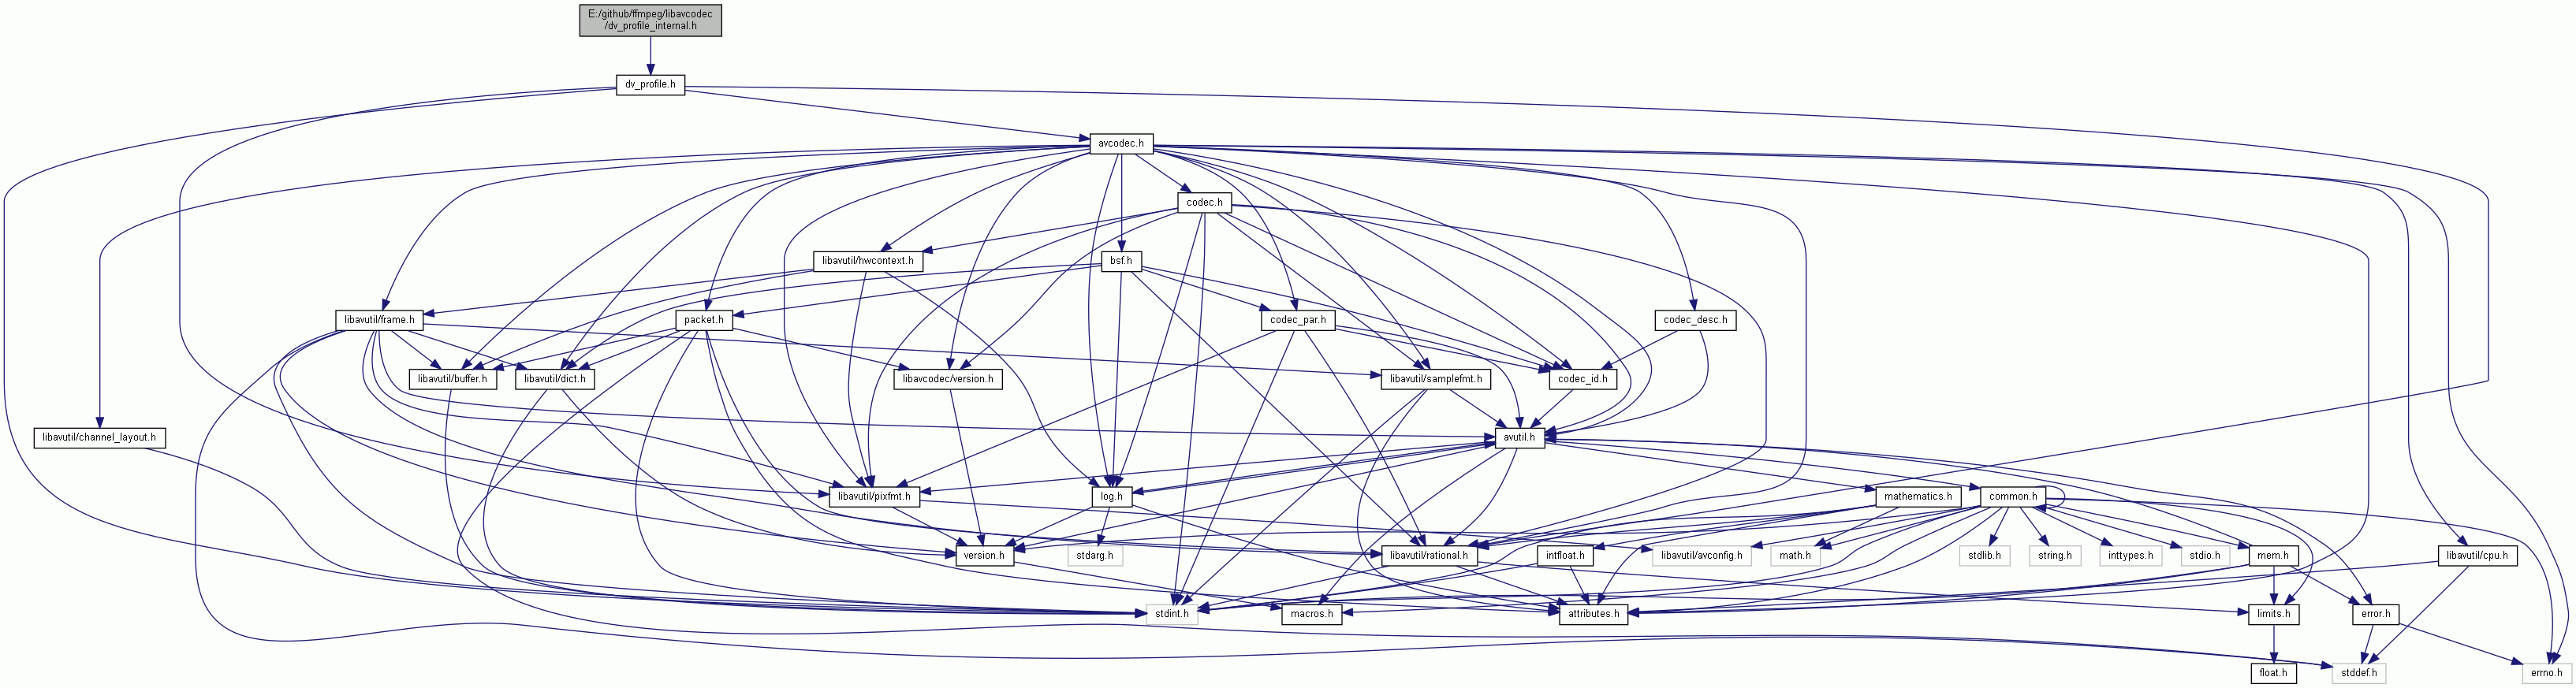 E:/github/ffmpeg/libavcodec
/dv_profile_internal.h
dv_profile.h
avcodec.h
codec.h
libavutil/hwcontext.h
bsf.h
libavutil/frame.h
packet.h
codec_par.h
codec_desc.h
libavutil/buffer.h
libavutil/dict.h
libavcodec/version.h
libavutil/samplefmt.h
codec_id.h
libavutil/channel_layout.h
avutil.h
libavutil/pixfmt.h
log.h
mathematics.h
common.h
version.h
stdarg.h
libavutil/rational.h
intfloat.h
libavutil/avconfig.h
math.h
stdlib.h
string.h
inttypes.h
stdio.h
mem.h
libavutil/cpu.h
stdint.h
macros.h
attributes.h
limits.h
error.h
float.h
stddef.h
errno.h